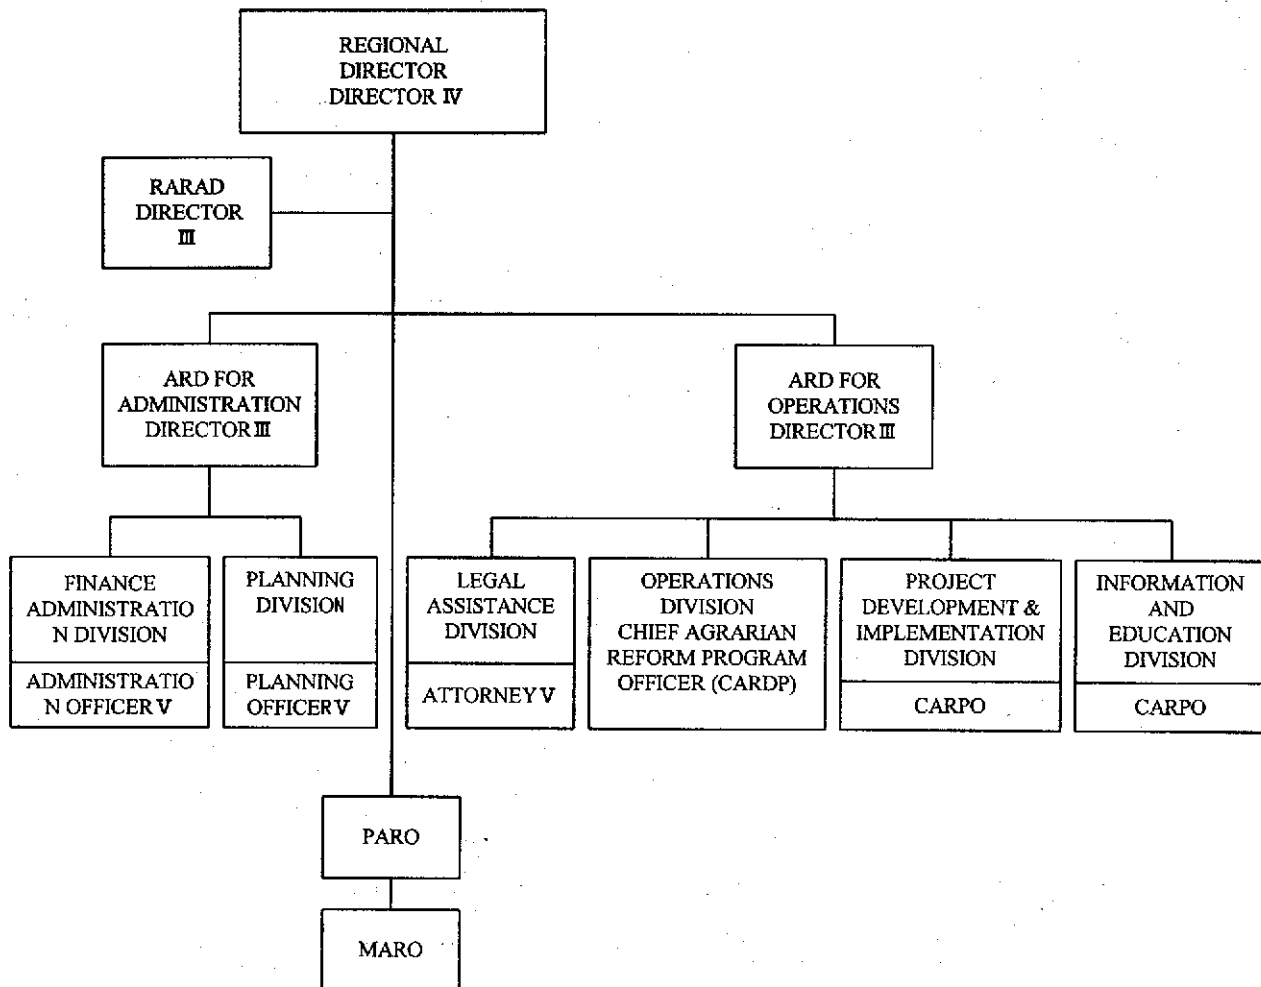 REGIONAL
DIRECTOR
DIRECTOR IV
RARAD
DIRECTOR
III
ARD FOR
ADMINISTRATION
DIRECTOR III
ARD FOR
OPERATIONS
DIRECTOR III
FINANCE
ADMINISTRATIO
N DIVISION
ADMINISTRATIO
N OFFICER V
PLANNING
DIVISION
PLANNING
OFFICER V
LEGAL
ASSISTANCE
DIVISION
ATTORNEY V
OPERATIONS
DIVISION
CHIEF AGRARIAN
REFORM PROGRAM
OFFICER (CARDP)
PROJECT
DEVELOPMENT &
IMPLEMENTATION
DIVISION
CARPO
INFORMATION
AND
EDUCATION
DIVISION
CARPO
PARO
MARO